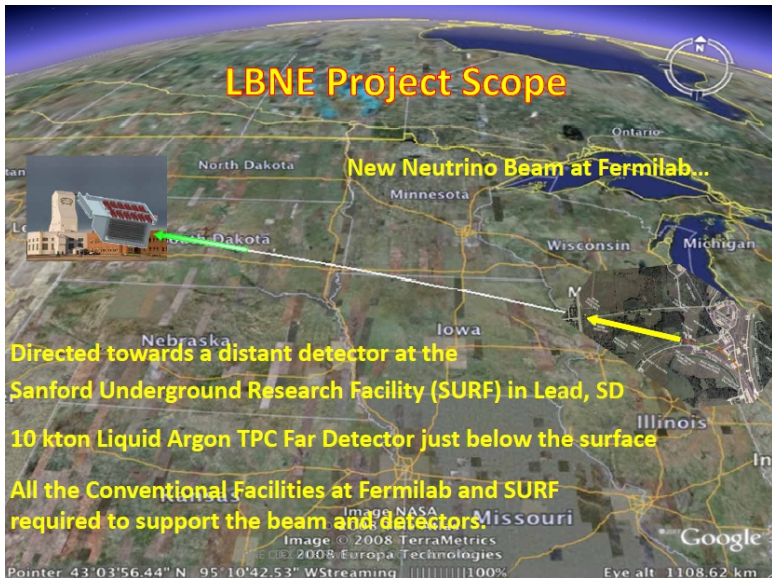 LBNE Project Scope
N
Ontario
North Dakota
New Neutrino Beam at Fermilab...
Minnesota
Dakota
Wisconsin
Michigan
Nebraska
Iowa
Directed towards a distant detector at the
Sanford Underground Research Facility (SURF) in Lead, SD
Illinois
10 kton Liquid Argon TPC Far Detector just below the surface
All the Conventional Facilities at Fermilab and SURF
Kansas
required to support the beam and detectors.
Missouri
Image NASA
Image © 2008 TerraMetrics
© 2008 Europa Technologies
Google
Pointer 43°03'56.44" N 95°10'42.53" W Streaming ||||||||| 100% Eye alt 1108.62 km